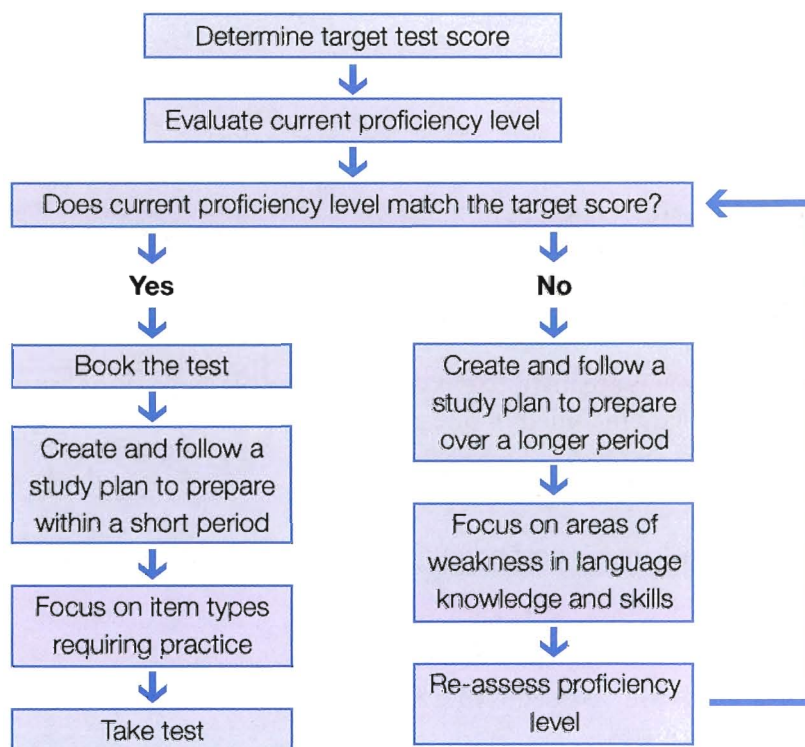 Determine target test score
Evaluate current proficiency level
Does current proficiency level match the target score?
Yes
Book the test
Create and follow a
study plan to prepare
within a short period
Focus on item types
requiring practice
Take test
No
Create and follow a
study plan to prepare
over a longer period
Focus on areas of
weakness in language
knowledge and skills
Re-assess proficiency
level